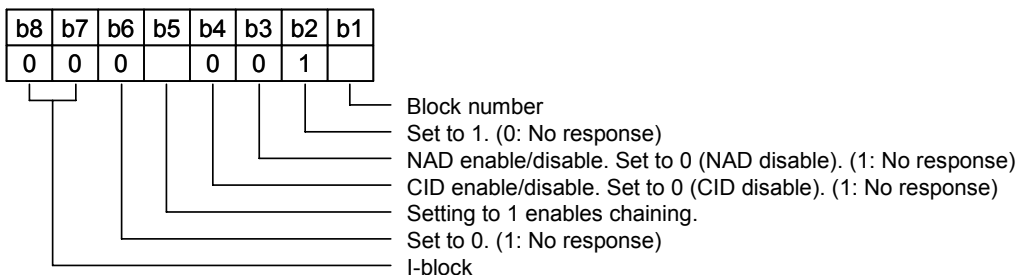 b8 b7 b6 b5 b4 b3 b2 b1
0 0 0 0 0 1
Block number
Set to 1. (0: No response)
NAD enable/disable. Set to 0 (NAD disable). (1: No response)
CID enable/disable. Set to 0 (CID disable). (1: No response)
Setting to 1 enables chaining.
Set to 0. (1: No response)
I-block